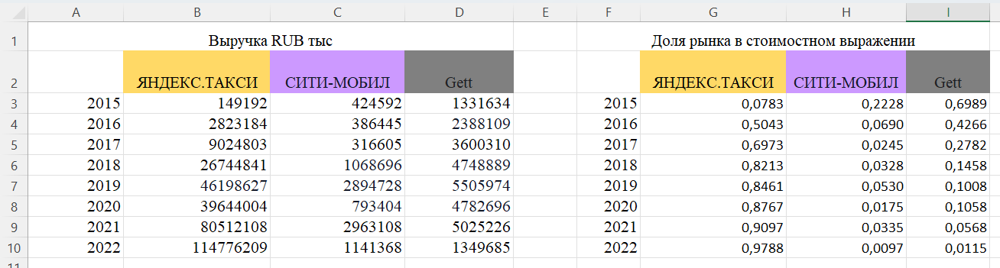 A B C D E F G H I
1 Выручка RUB тыс Доля рынка в стоимостном выражении
2 ЯНДЕКС.ТАКСИ СИТИ-МОБИЛ Gett ЯНДЕКС.ТАКСИ СИТИ-МОБИЛ Gett
3 2015 149192 424592 1331634 2015 0,0783 0,2228 0,6989
4 2016 2823184 386445 2388109 2016 0,5043 0,0690 0,4266
5 2017 9024803 316605 3600310 2017 0,6973 0,0245 0,2782
6 2018 26744841 1068696 4748889 2018 0,8213 0,0328 0,1458
7 2019 46198627 2894728 5505974 2019 0,8461 0,0530 0,1008
8 2020 39644004 793404 4782696 2020 0,8767 0,0175 0,1058
9 2021 80512108 2963108 5025226 2021 0,9097 0,0335 0,0568
10 2022 114776209 1141368 1349685 2022 0,9788 0,0097 0,0115
11